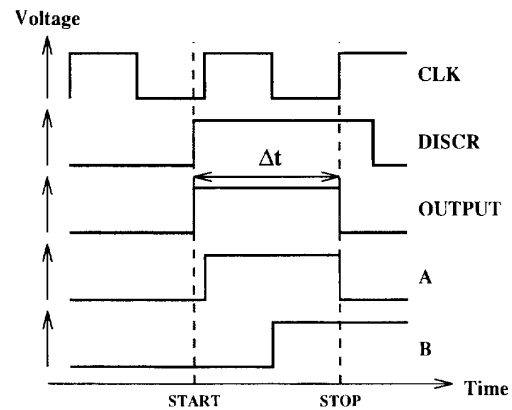 Voltage
CLK
DISCR
Δt
OUTPUT
A
B
Time
START STOP